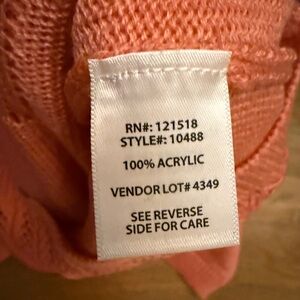 RN#: 121518
STYLE#: 10488
100% ACRYLIC
VENDOR LOT# 4349
SEE REVERSE
SIDE FOR CARE